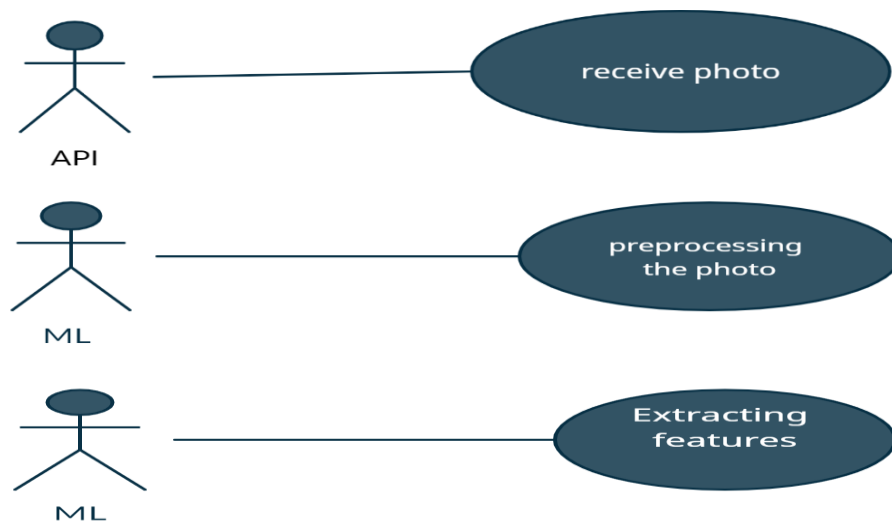 receive photo
API
preprocessing
the photo
ML
Extracting
features
ML